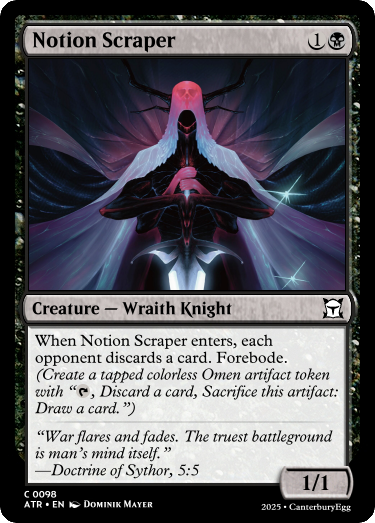 Notion Scraper 1
Creature — Wraith Knight
When Notion Scraper enters, each
opponent discards a card. Forebode.
(Create a tapped colorless Omen artifact token
with “, Discard a card, Sacrifice this artifact:
Draw a card.”)
“War flares and fades. The truest battleground
is man’s mind itself.”
—Doctrine of Sythor, 5:5
1/1
C 0098
ATR • EN Dominik Mayer
2025 • CanterburyEgg